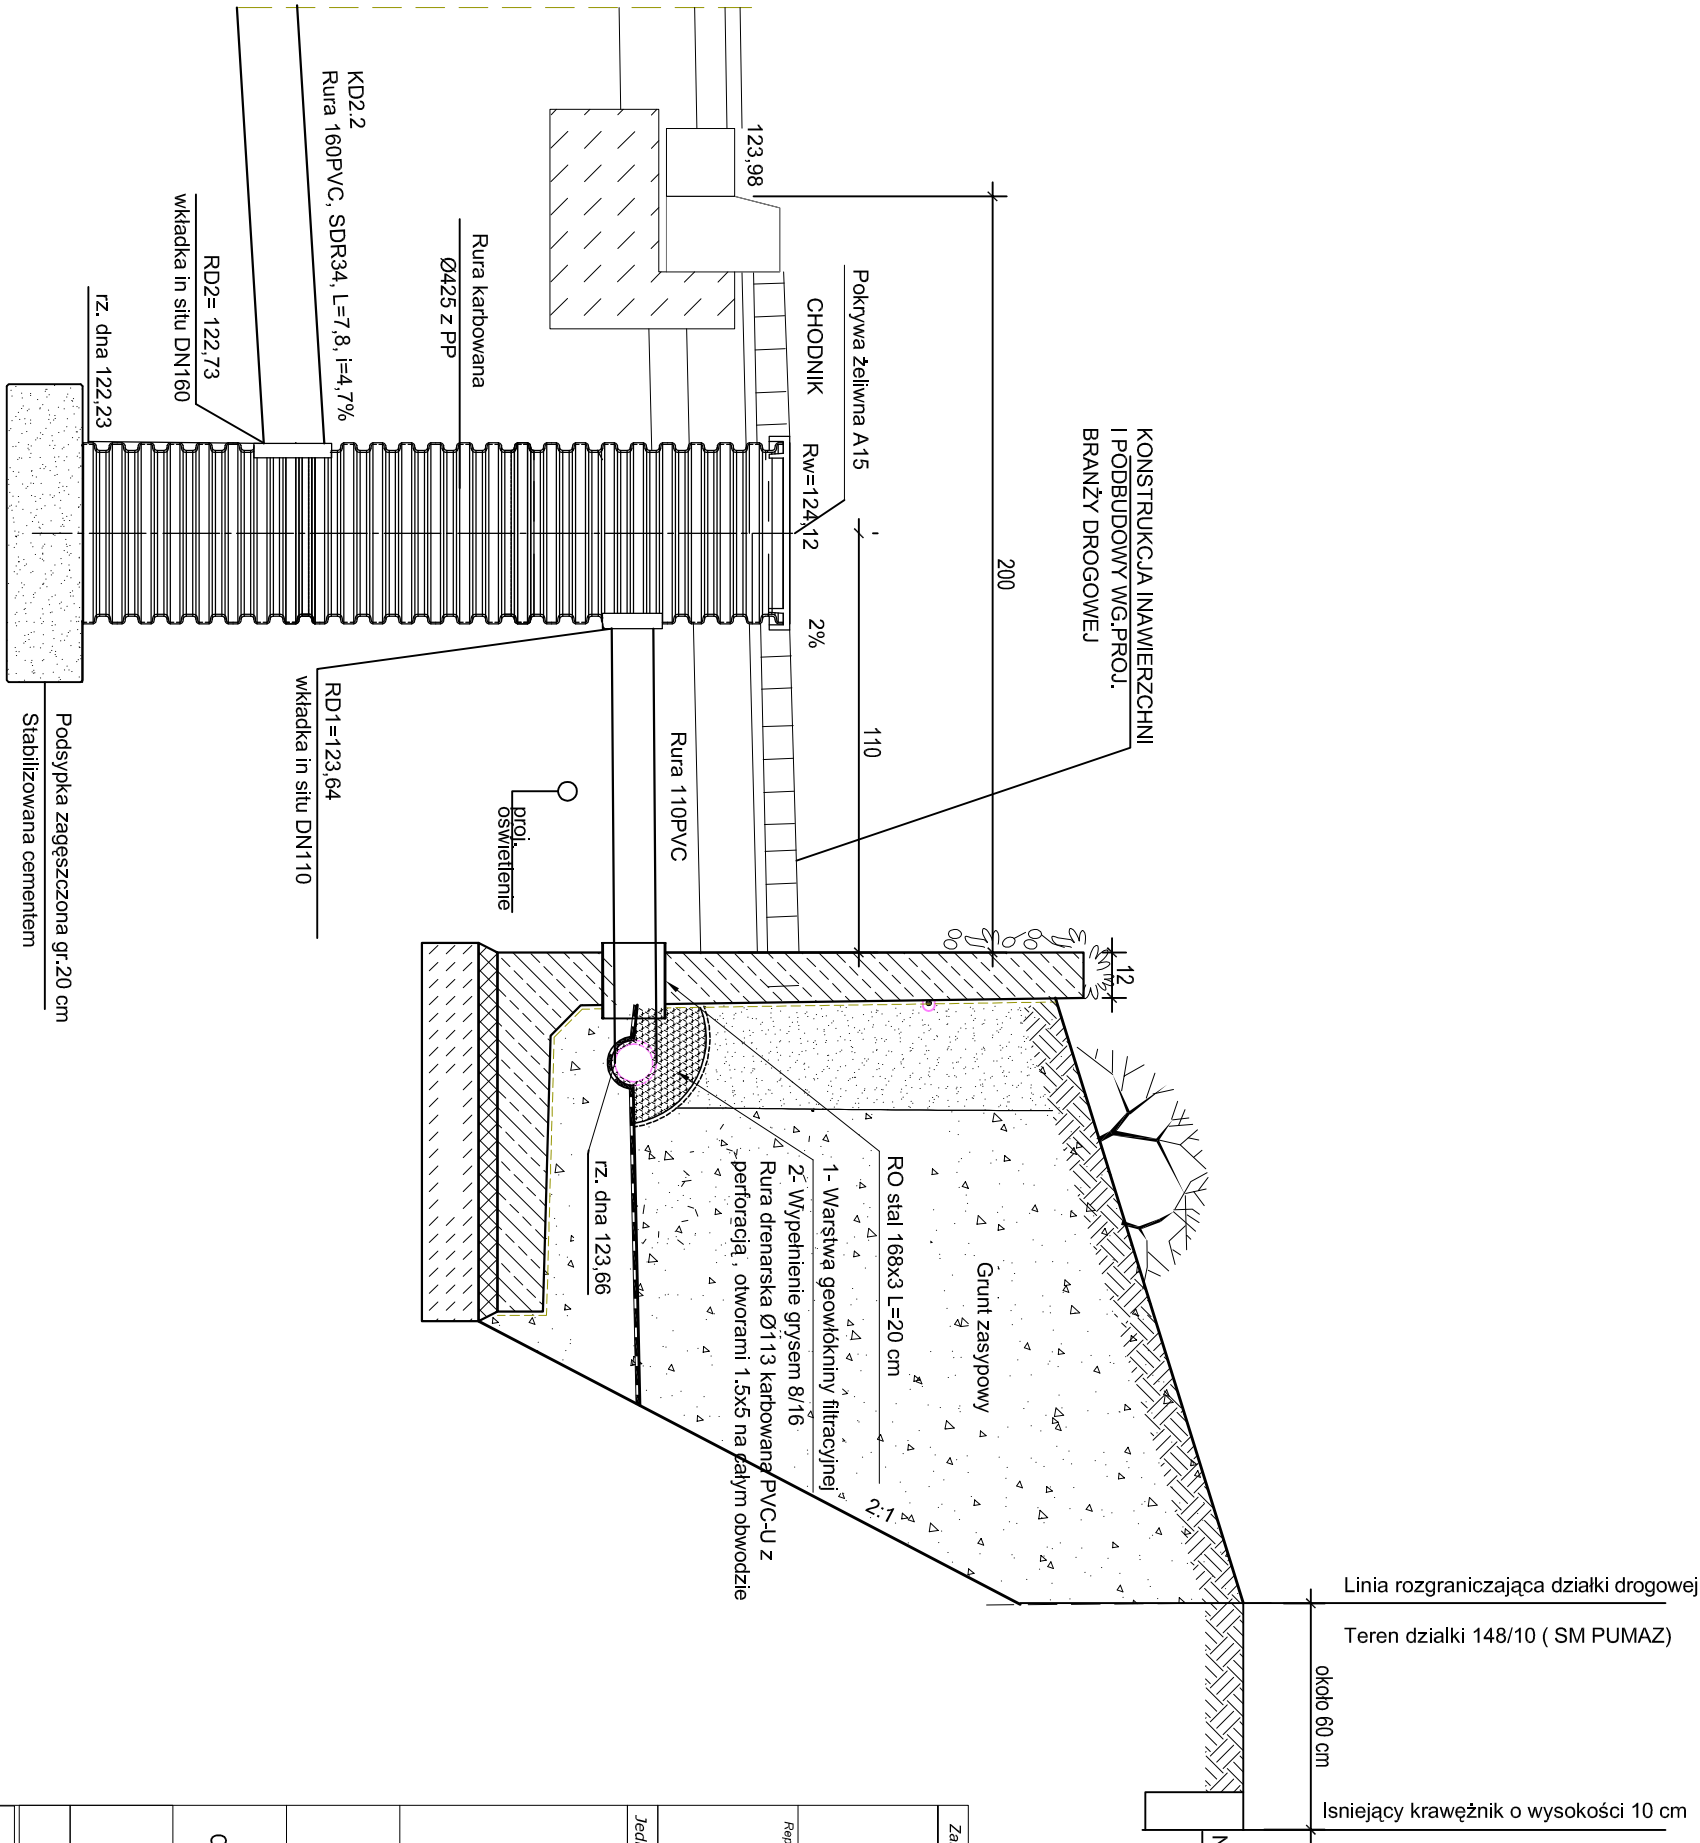 KD2.2
Rura 160PVC, SDR34, L=7,8, i=4,7%
RD2= 122,73
wkładka in situ DN160
rz. dna 122,23
Rura karbowana
Ø425 z PP
123,98
CHODNIK
Pokrywa żeliwna A15
Rw=124,12
2%
200
110
KONSTRUKCJA INAWIERZCHNI
I PODBUDOWY WG.PROJ.
BRANŻY DROGOWEJ
Podsypka zagęszczona gr.20 cm
Stabilizowana cementem
RD1=123,64
wkładka in situ DN110
proj.
oświetlenie
Rura 110PVC
12
rz. dna 123,66
RO stal 168x3 L=20 cm
1- Warstwa geowłókniny filtracyjnej
2- Wypełnienie grysem 8/16
Rura drenarska Ø113 karbowana PVC-U z
perforacją , otworami 1.5x5 na całym obwodzie
Grunt zasypowy
2:1
Linia rozgraniczająca działki drogowej
Teren dzialki 148/10 ( SM PUMAZ)
około 60 cm
Isniejący krawężnik o wysokości 10 cm